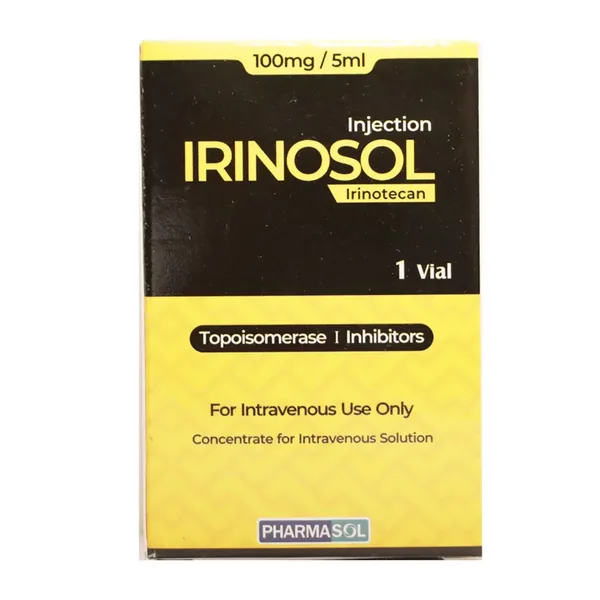 100mg / 5ml
Injection
IRINOSOL
Irinotecan
1 Vial
Topoisomerase I Inhibitors
For Intravenous Use Only
Concentrate for Intravenous Solution
PHARMASOL